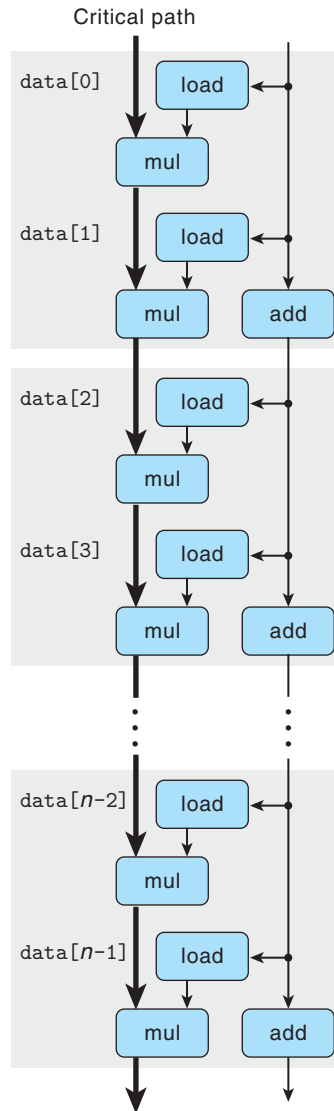 Critical path
data[0]
load
mul
data[1]
load
mul
add
data[2]
load
mul
data[3]
load
mul
add
data[n-2]
load
mul
data[n-1]
load
mul
add